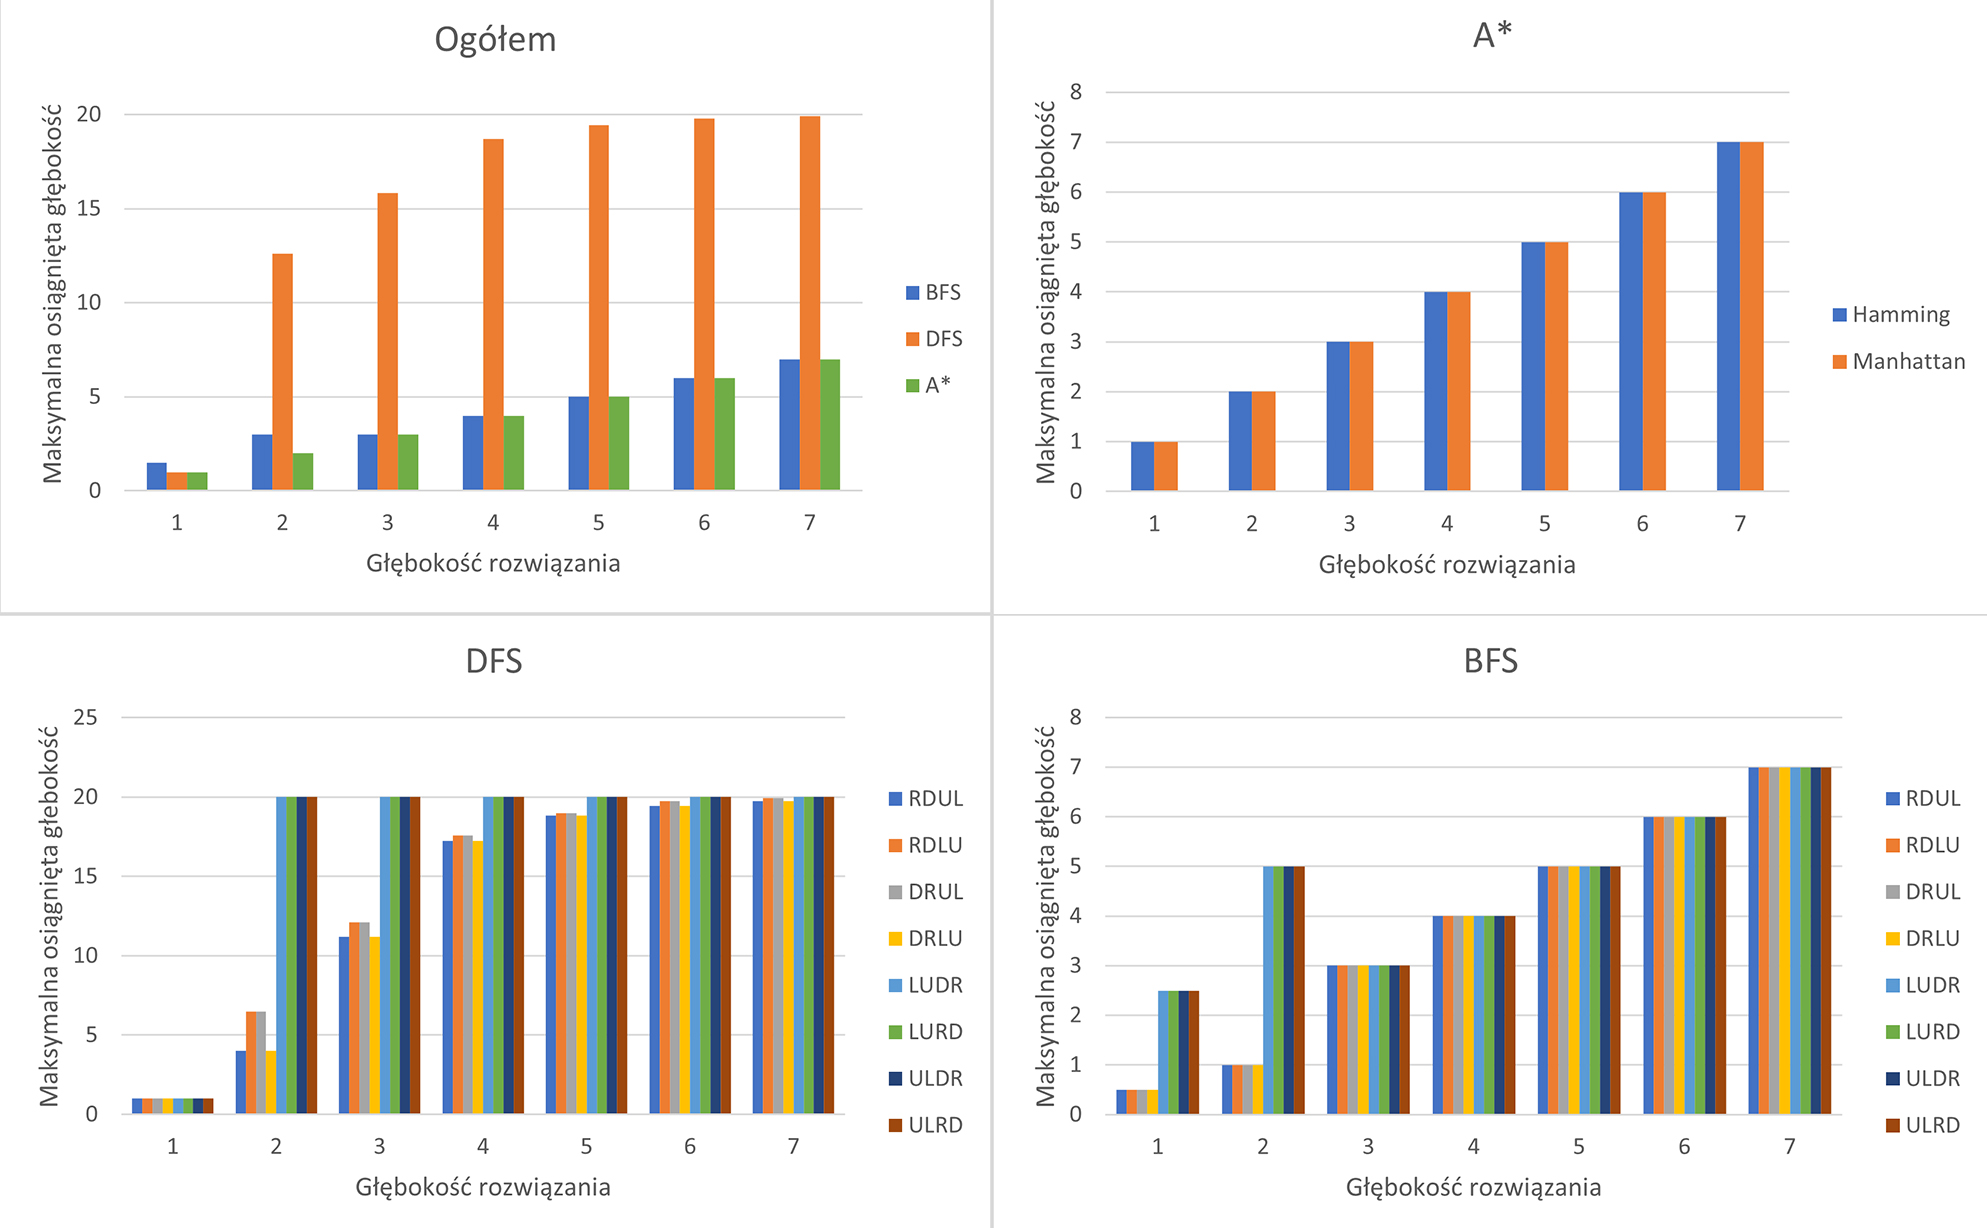 Ogółem
Maksymalna osiągnięta głębokość
20
15
10
5
0
1 2 3 4 5 6 7
Głębokość rozwiązania
BFS
DFS
A*
A*
Maksymalna osiągnięta głębokość
8
7
6
5
4
3
2
1
0
1 2 3 4 5 6 7
Głębokość rozwiązania
Hamming
Manhattan
DFS
Maksymalna osiągnięta głębokość
25
20
15
10
5
0
1 2 3 4 5 6 7
Głębokość rozwiązania
RDUL
RDLU
DRUL
DRLU
LUDR
LURD
ULDR
ULRD
BFS
Maksymalna osiągnięta głębokość
8
7
6
5
4
3
2
1
0
1 2 3 4 5 6 7
Głębokość rozwiązania
RDUL
RDLU
DRUL
DRLU
LUDR
LURD
ULDR
ULRD